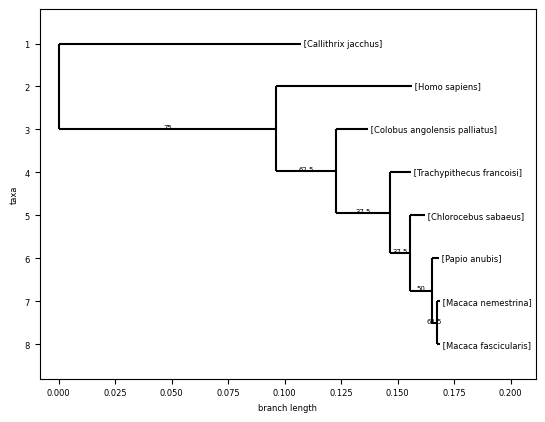 1
[Callithrix jacchus]
2
[Homo sapiens]
75
3
[Colobus angolensis palliatus]
62.5
4
[Trachypithecus francoisi]
37.5
5
[Chlorocebus sabaeus]
37.5
6
[Papio anubis]
50
7
[Macaca nemestrina]
8
[Macaca fascicularis]
taxa
0.000 0.025 0.050 0.075 0.100 0.125 0.150 0.175 0.200
branch length